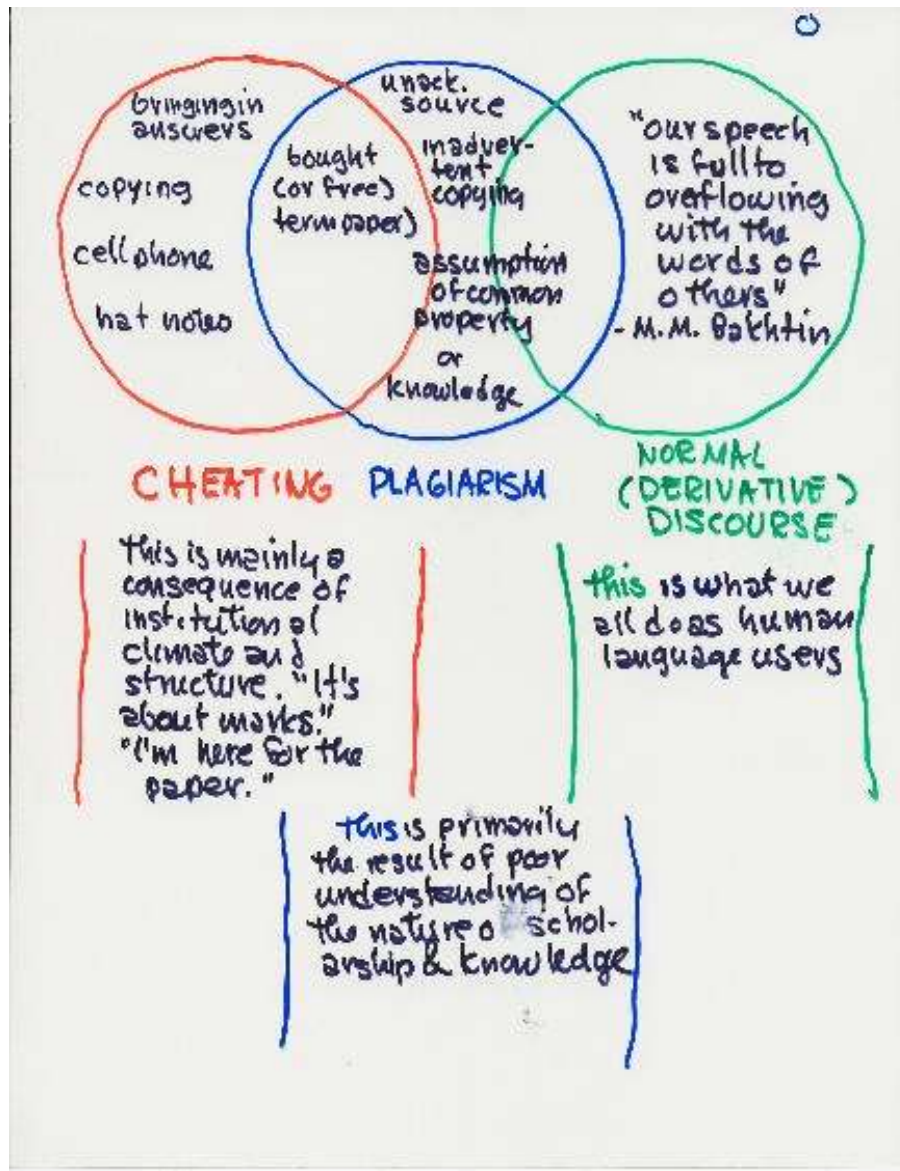 bringing in
answers
copying
cell phone
hat notes
bought
(or free)
term paper)
unack.
source
inadver-
tent
copying
assumption
of common
property
or
knowledge
"our speech
is full to
overflowing
with the
words of
others"
- M.M. Bakhtin
CHEATING
PLAGIARISM
NORMAL
(DERIVATIVE)
DISCOURSE
This is mainly a
consequence of
institutional
climate and
structure. "It's
about marks."
"I'm here for the
paper."
this is what we
all do as human
language users
this is primarily
the result of poor
understanding of
the nature o schol-
arship & knowledge